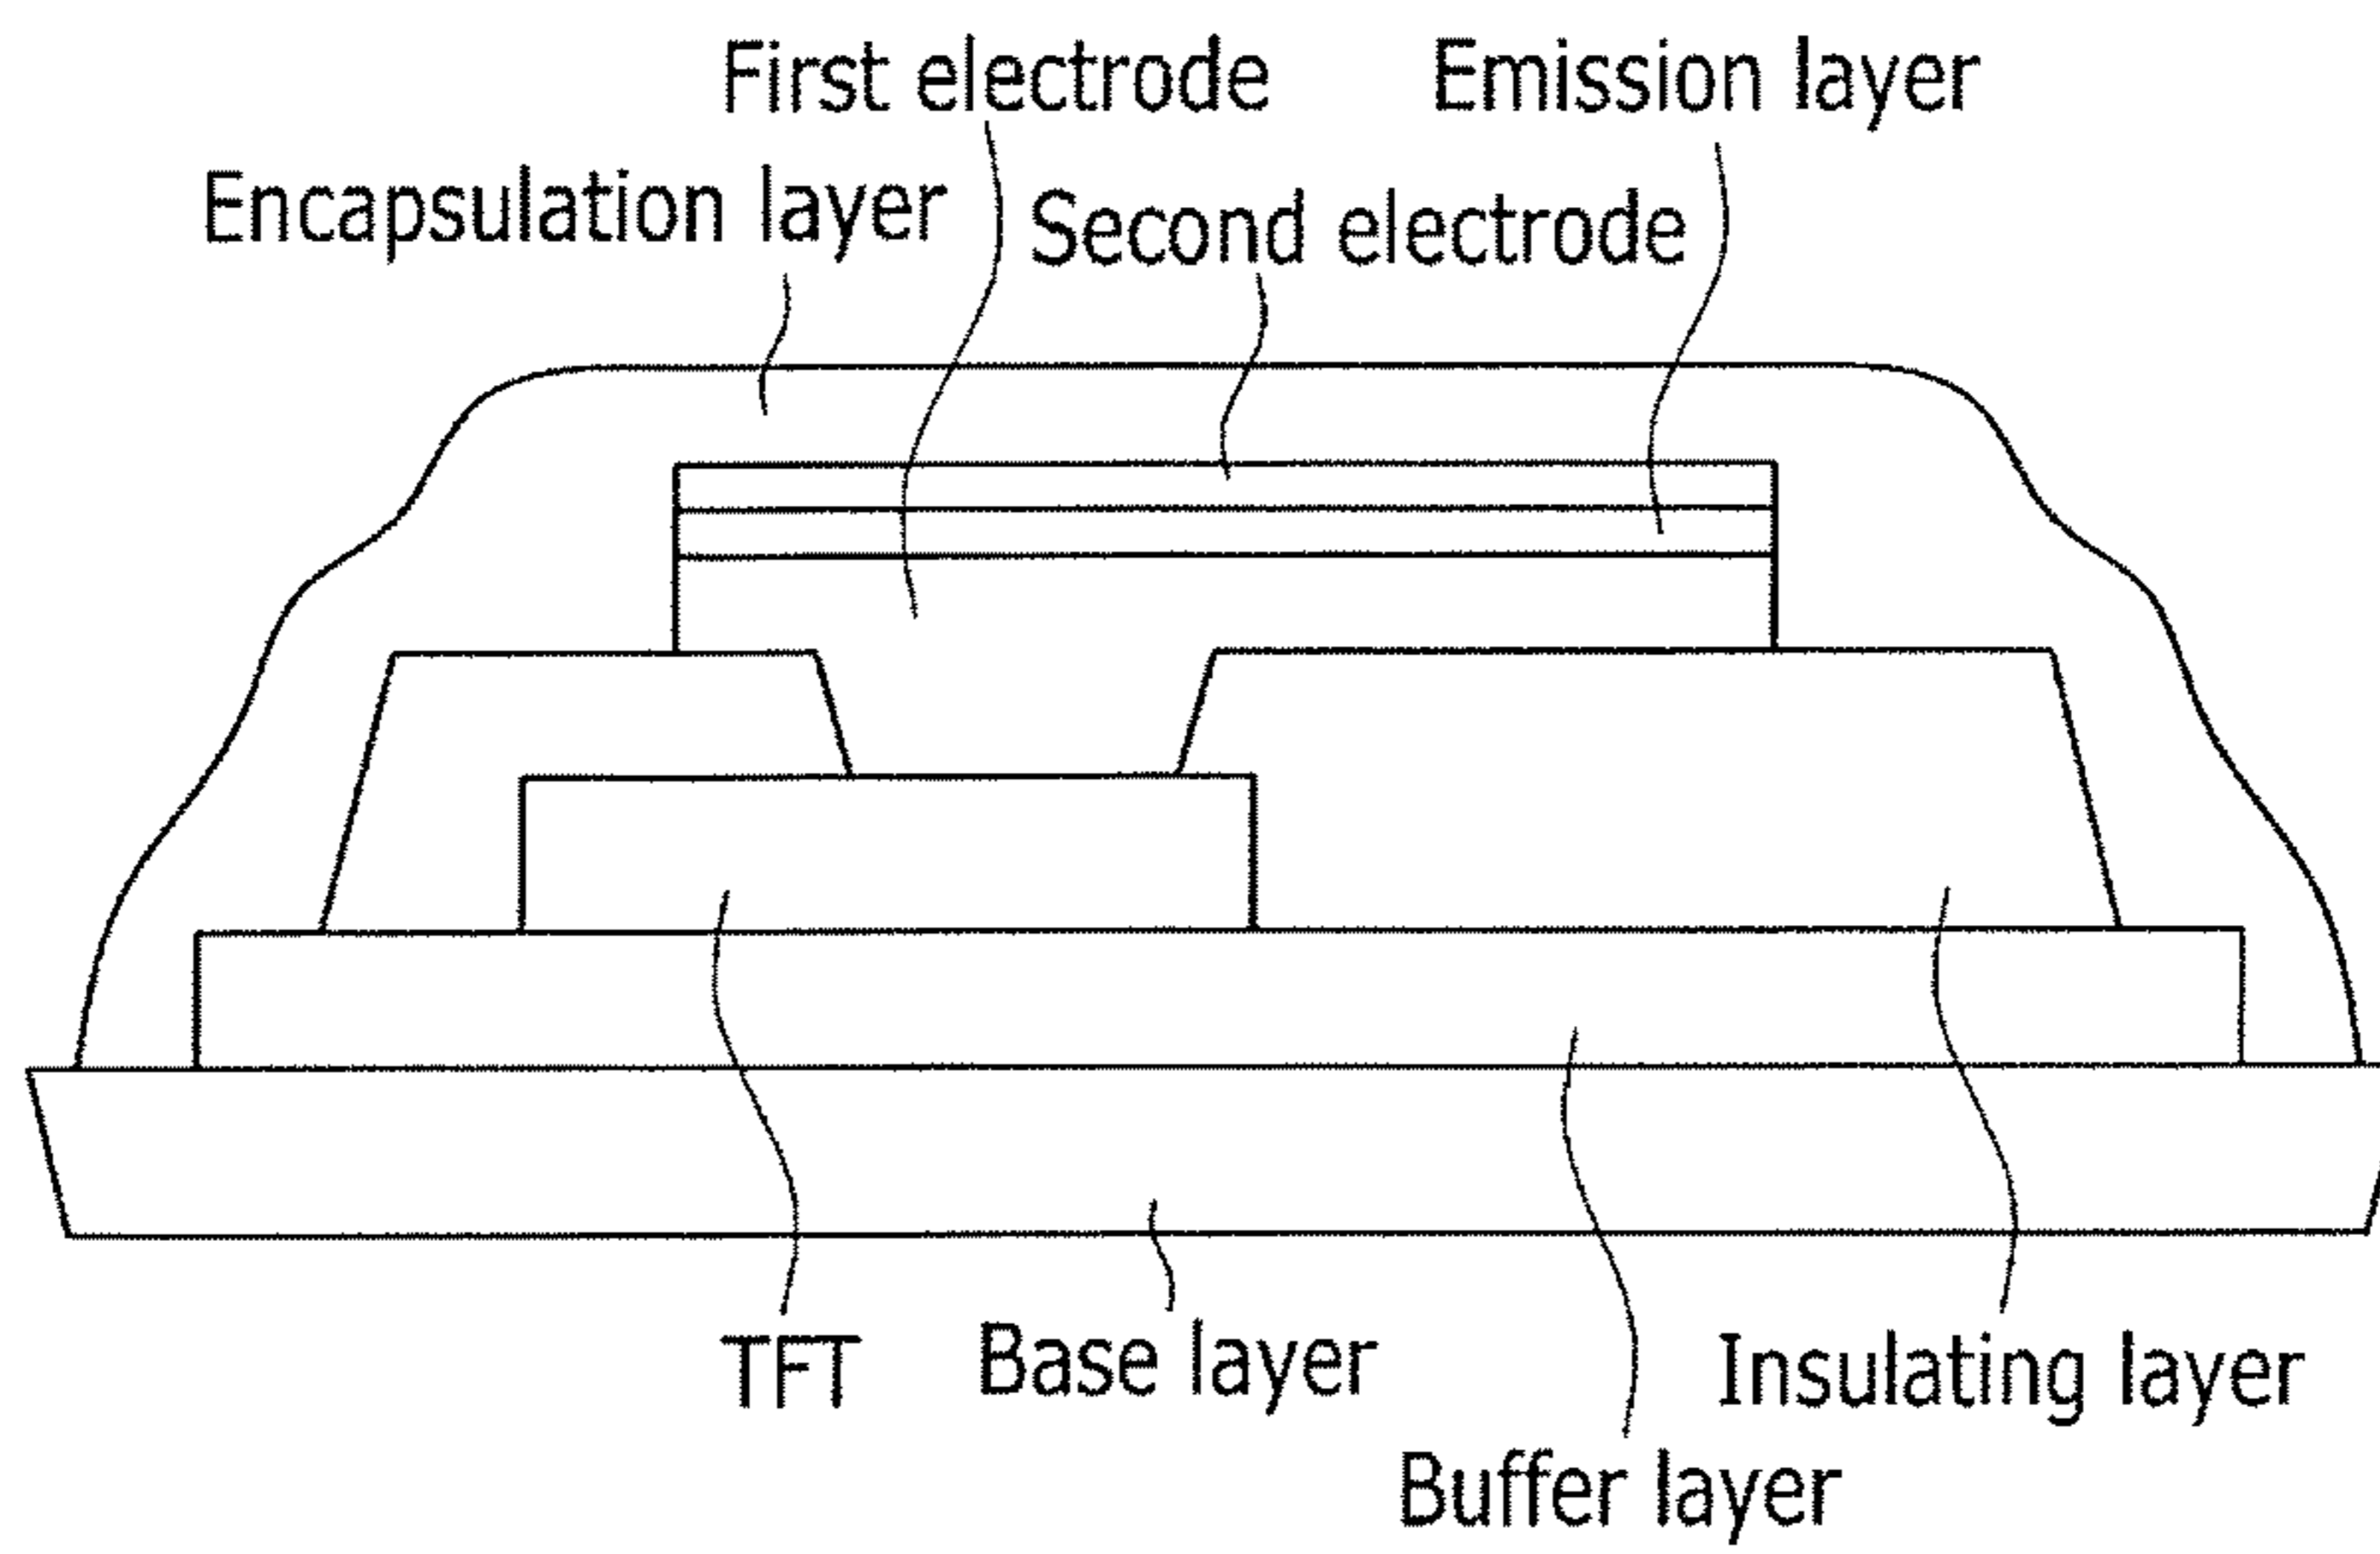 First electrode
Emission layer
Encapsulation layer
Second electrode
TFT
Base layer
Insulating layer
Buffer layer